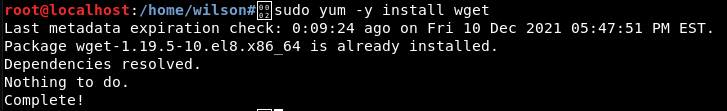 root@localhost:/home/wilson# sudo yum -y install wget
Last metadata expiration check: 0:09:24 ago on Fri 10 Dec 2021 05:47:51 PM EST.
Package wget-1.19.5-10.el8.x86_64 is already installed.
Dependencies resolved.
Nothing to do.
Complete!